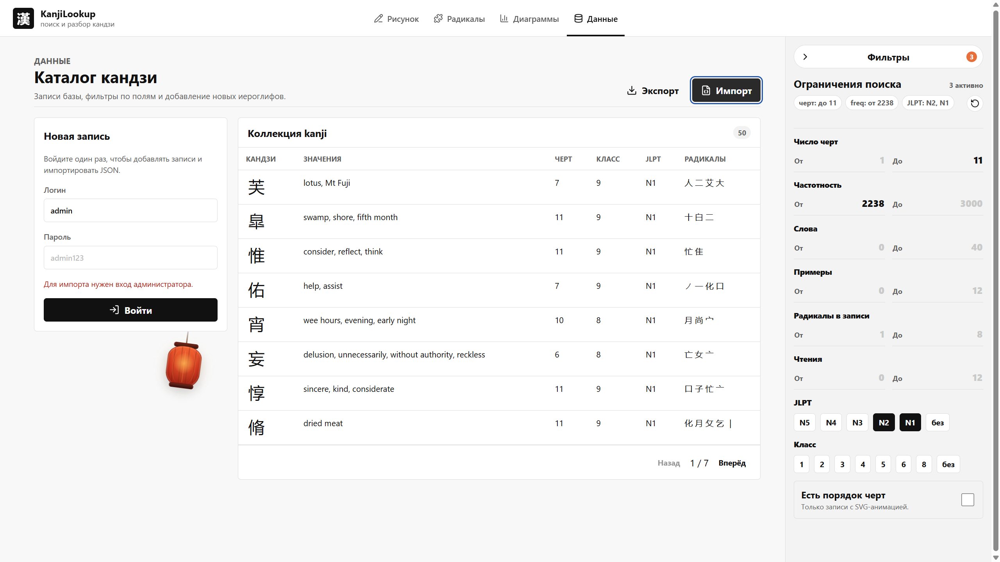 漢
KanjiLookup
поиск и разбор кандзи
Рисунок
Радикалы
Диаграммы
Данные
ДАННЫЕ
Каталог кандзи
Записи базы, фильтры по полям и добавление новых иероглифов.
Экспорт
Импорт
Новая запись
Войдите один раз, чтобы добавлять записи и
импортировать JSON.
Логин
admin
Пароль
admin123
Для импорта нужен вход администратора.
Войти
Коллекция kanji
50
КАНДЗИ ЗНАЧЕНИЯ ЧЕРТ КЛАСС JLPT РАДИКАЛЫ
芙 lotus, Mt Fuji 7 9 N1 人 二 艾 大
皐 swamp, shore, fifth month 11 9 N1 十 白 二
惟 consider, reflect, think 11 9 N1 忙 隹
佑 help, assist 7 9 N1 ノ 一 化 口
宵 wee hours, evening, early night 10 8 N1 月 尚 宀
妄 delusion, unnecessarily, without authority, reckless 6 8 N1 亡 女 亠
惇 sincere, kind, considerate 11 9 N1 口 子 忙 亠
脩 dried meat 11 9 N1 化 月 攵 乞 |
Назад 1 / 7 Вперёд
Фильтры
3
Ограничения поиска
3 активно
черт: до 11
freq: от 2238
JLPT: N2, N1
Число черт
От 1 До 11
Частотность
От 2238 До 3000
Слова
От 0 До 40
Примеры
От 0 До 12
Радикалы в записи
От 1 До 8
Чтения
От 0 До 12
JLPT
N5 N4 N3 N2 N1 без
Класс
1 2 3 4 5 6 8 без
Есть порядок черт
Только записи с SVG-анимацией.